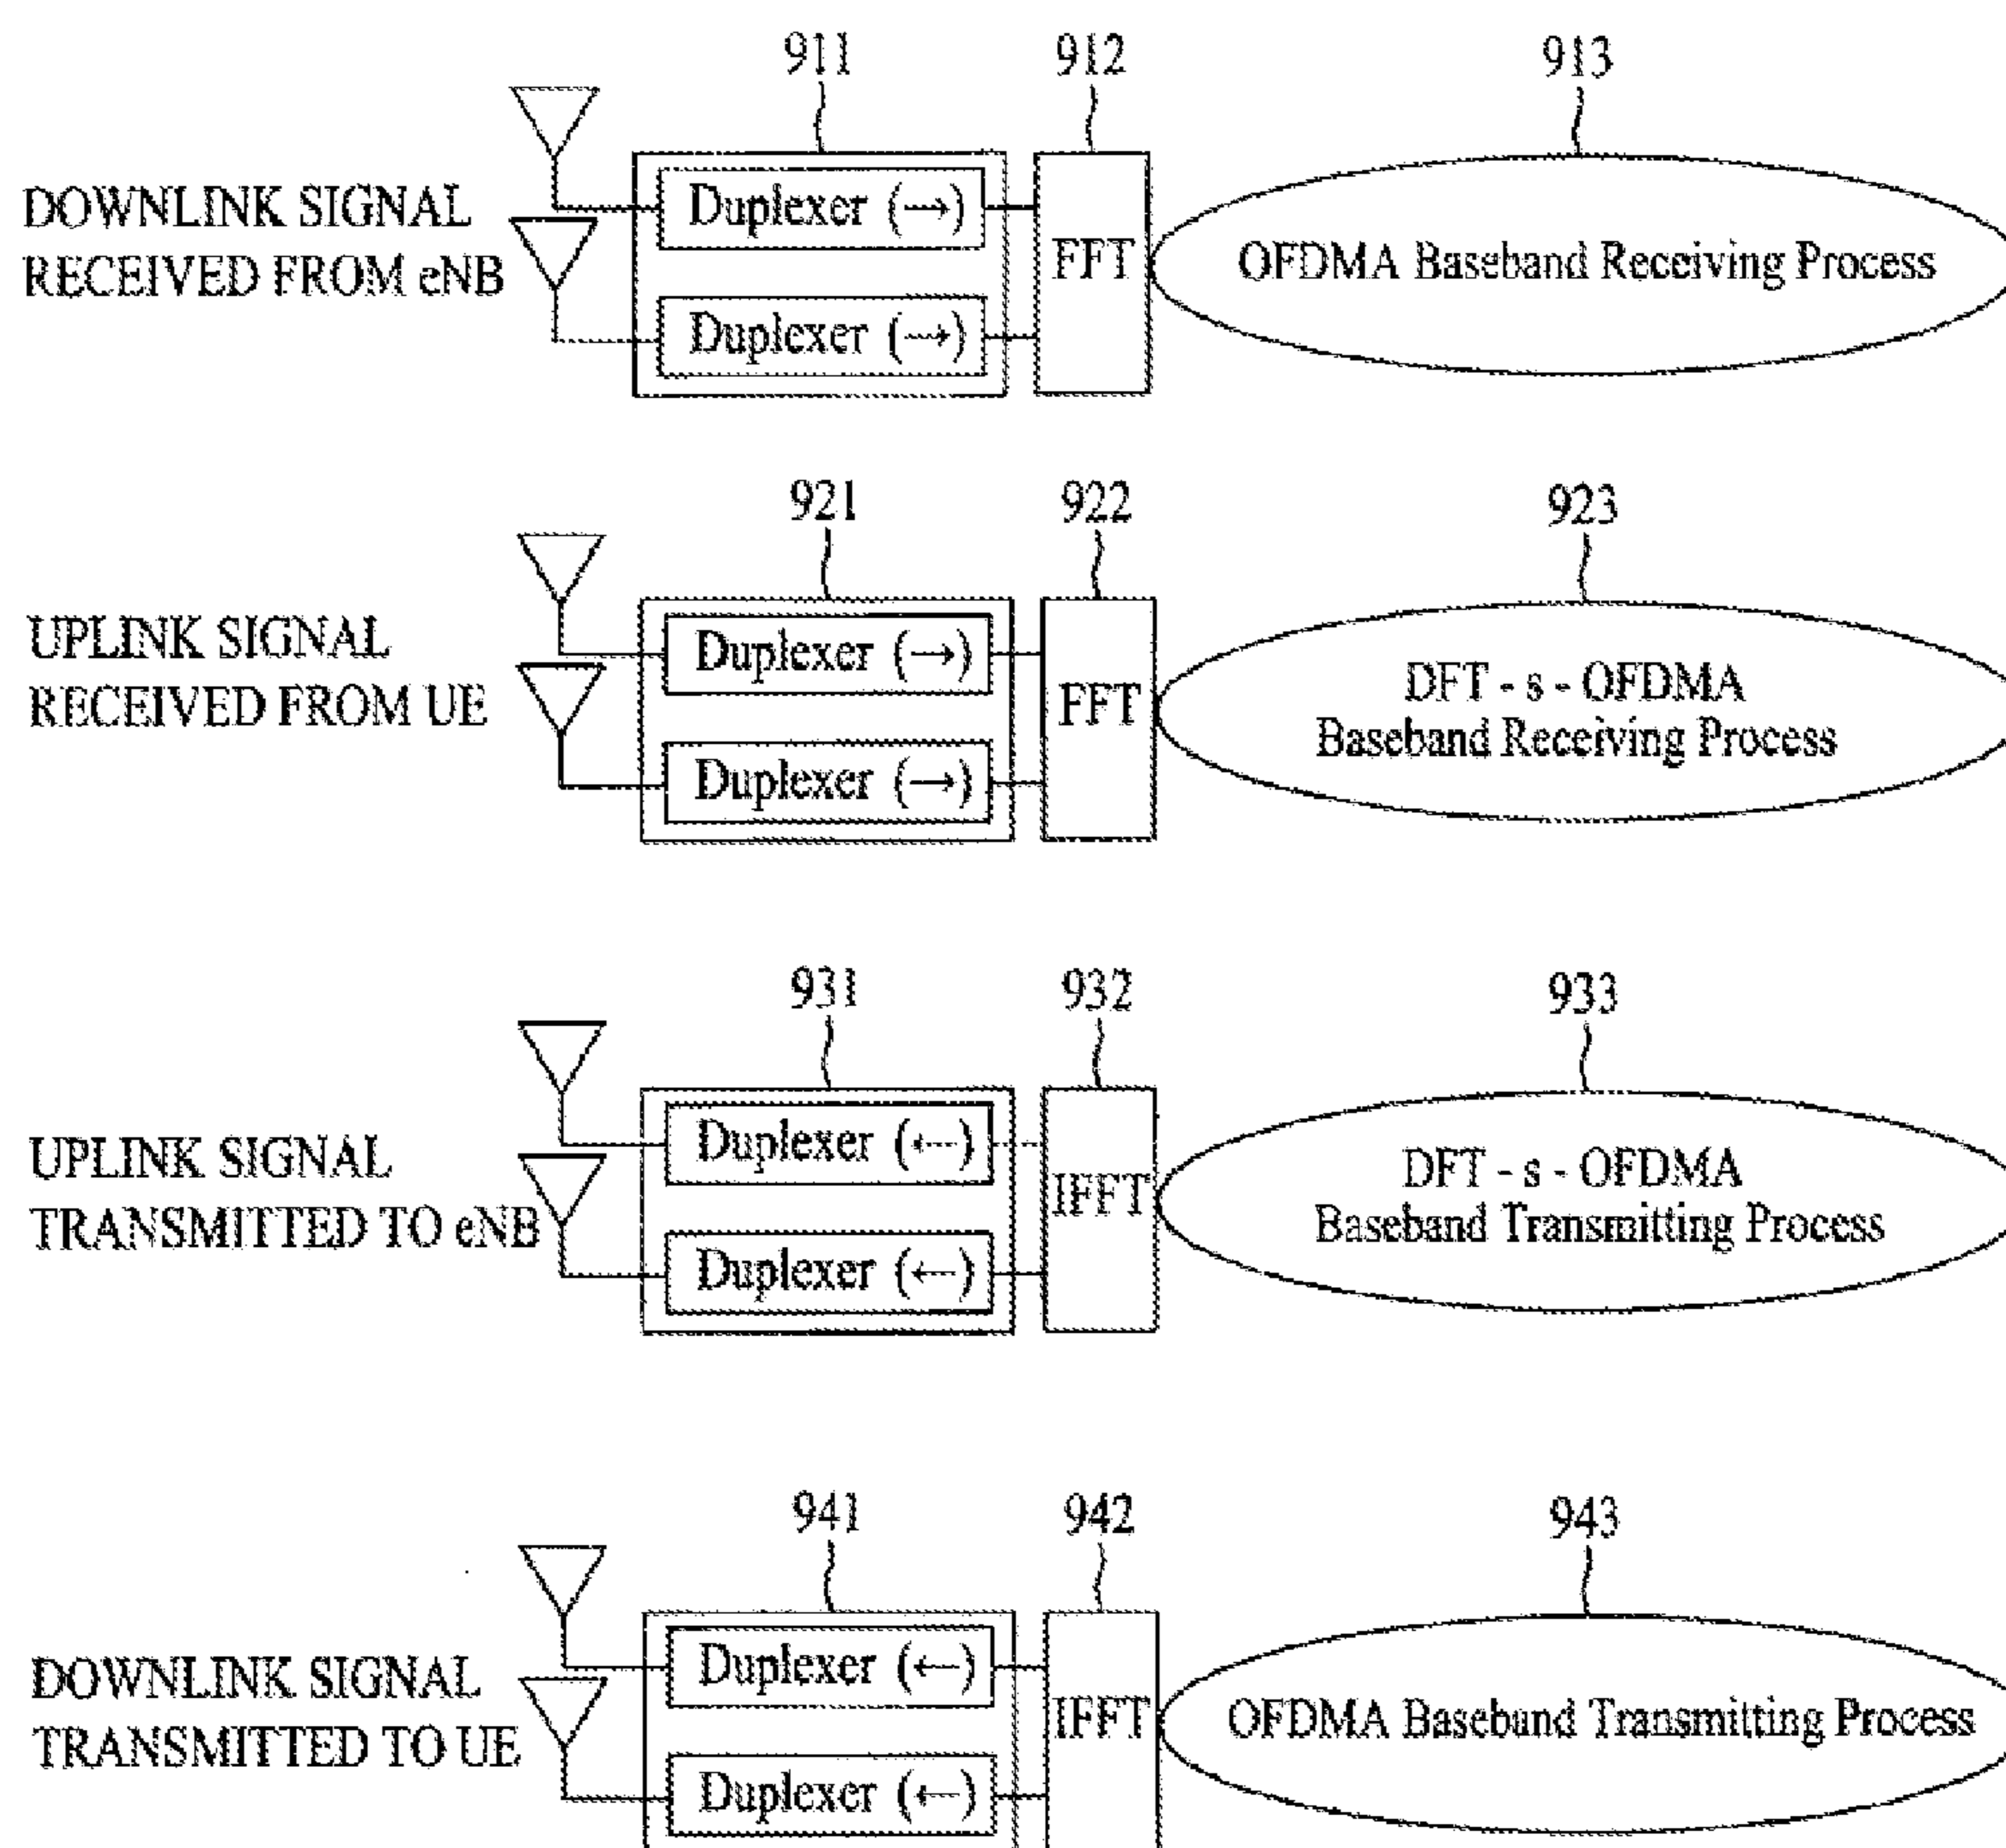 911 912 913
DOWNLINK SIGNAL
RECEIVED FROM eNB
Duplexer (→)
Duplexer (→)
FFT
OFDMA Baseband Receiving Process
921 922 923
UPLINK SIGNAL
RECEIVED FROM UE
Duplexer (→)
Duplexer (→)
FFT
DFT - s - OFDMA
Baseband Receiving Process
931 932 933
UPLINK SIGNAL
TRANSMITTED TO eNB
Duplexer (←)
Duplexer (←)
IFFT
DFT - s - OFDMA
Baseband Transmitting Process
941 942 943
DOWNLINK SIGNAL
TRANSMITTED TO UE
Duplexer (←)
Duplexer (←)
IFFT
OFDMA Basebund Transmitting Process